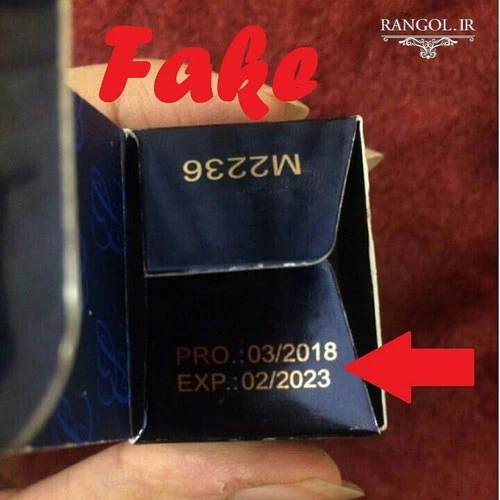 RANGOL.IR
Fake
M2236
PRO.:03/2018
EXP.:02/2023